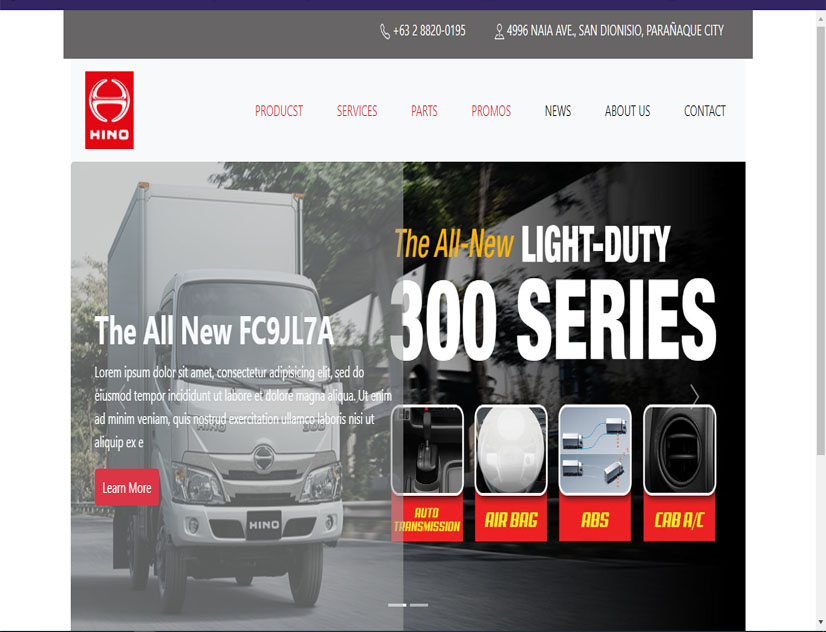 +63 2 8820-0195 4996 NAIA AVE., SAN DIONISIO, PARAÑAQUE CITY
HINO
PRODUCST SERVICES PARTS PROMOS NEWS ABOUT US CONTACT
The All-New LIGHT-DUTY
300 SERIES
The All New FC9JL7A
Lorem ipsum dolor sit amet, consectetur adipisicing elit, sed do
eiusmod tempor incididunt ut labore et dolore magna aliqua. Ut enim
ad minim veniam, quis nostrud exercitation ullamco laboris nisi ut
aliquip ex e
HINO 300
Learn More
HINO
AUTO
TRANSMISSION
AIR BAG
ABS
CAB A/C